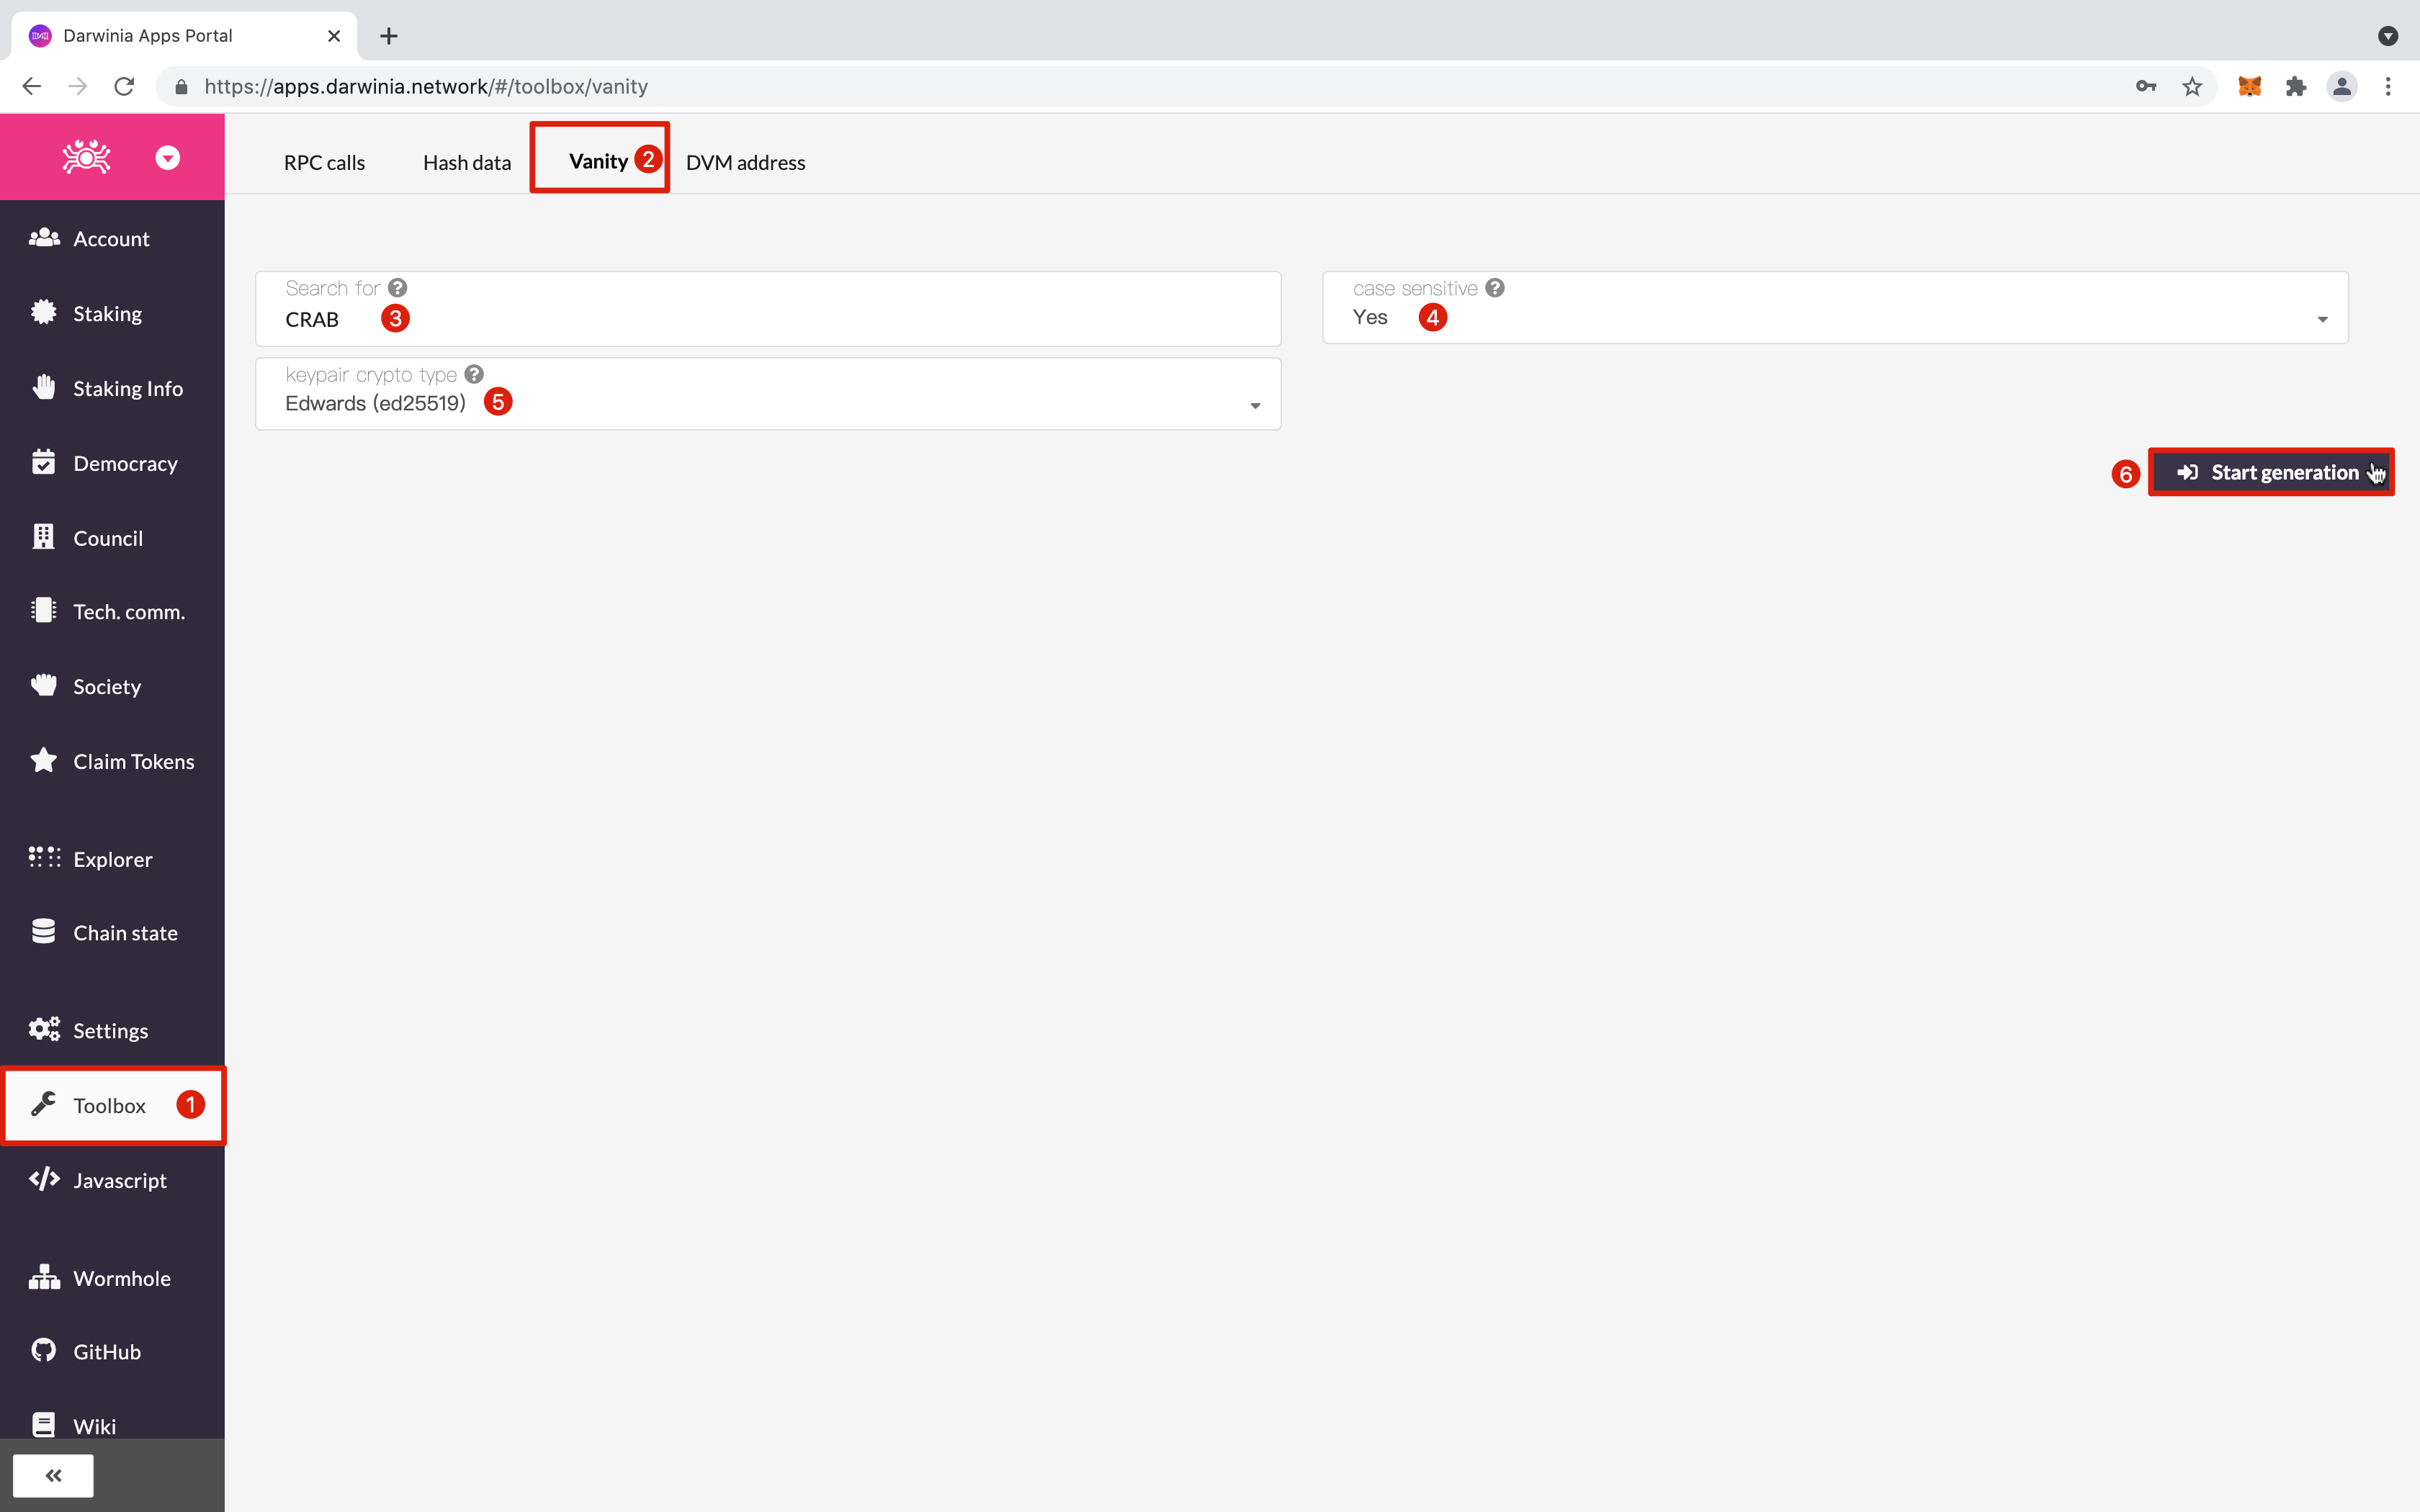 Darwinia Apps Portal
https://apps.darwinia.network/#/toolbox/vanity
RPC calls
Hash data
Vanity 2
DVM address
Account
Staking
Staking Info
Democracy
Council
Tech. comm.
Society
Claim Tokens
Explorer
Chain state
Settings
Toolbox 1
Javascript
Wormhole
GitHub
Wiki
Search for
CRAB 3
case sensitive
Yes 4
keypair crypto type
Edwards (ed25519) 5
6 Start generation